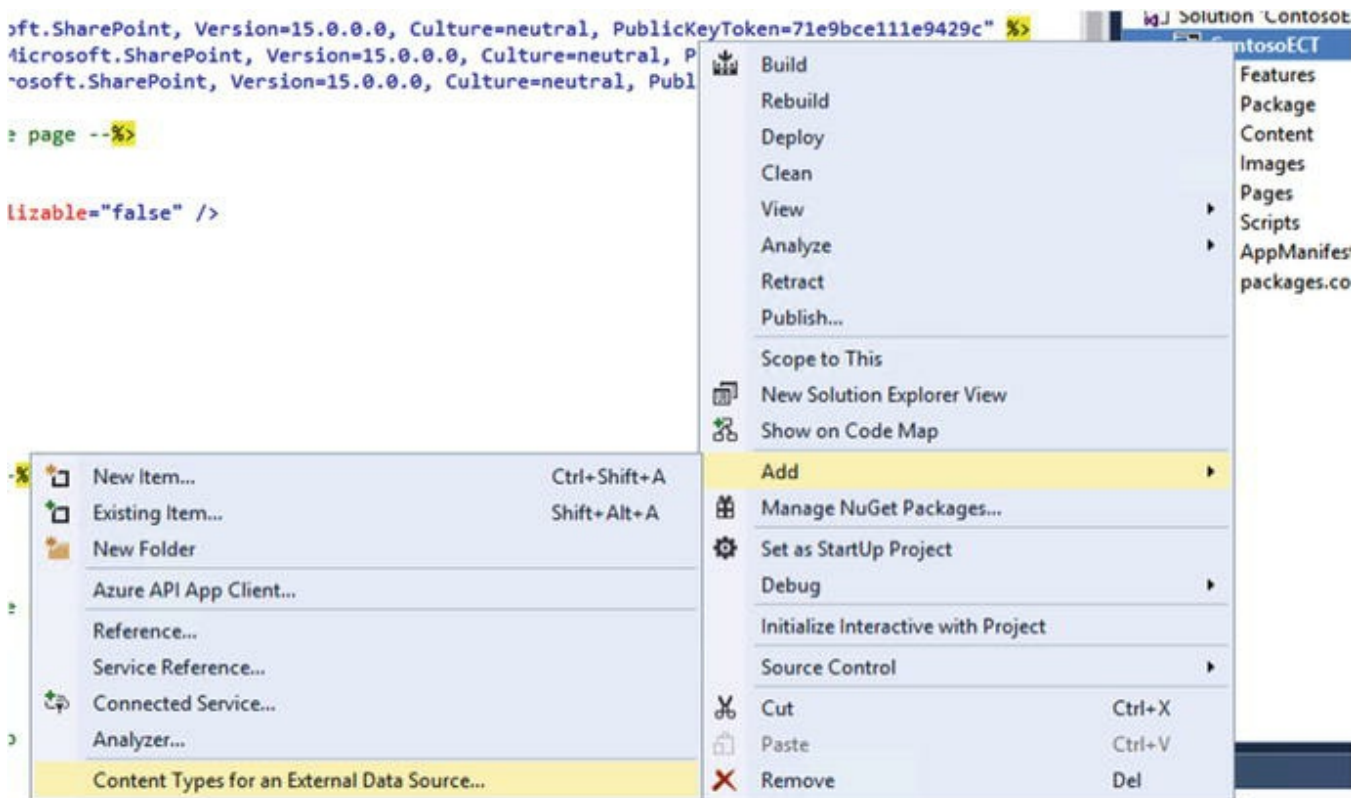 oft.SharePoint, Version=15.0.0.0, Culture=neutral, PublicKeyToken=71e9bce111e9429c" %>
Microsoft.SharePoint, Version=15.0.0.0, Culture=neutral, P
rosoft.SharePoint, Version=15.0.0.0, Culture=neutral, Publ
e page --%>
lizable="false" />
-%
e
Solution 'ContosoE
ntosoECT
Features
Package
Content
Images
Pages
Scripts
AppManifest
packages.co
Build
Rebuild
Deploy
Clean
View
Analyze
Retract
Publish...
Scope to This
New Solution Explorer View
Show on Code Map
Add
Manage NuGet Packages...
Set as StartUp Project
Debug
Initialize Interactive with Project
Source Control
Cut Ctrl+X
Paste Ctrl+V
Remove Del
New Item... Ctrl+Shift+A
Existing Item... Shift+Alt+A
New Folder
Azure API App Client...
Reference...
Service Reference...
Connected Service...
Analyzer...
Content Types for an External Data Source...